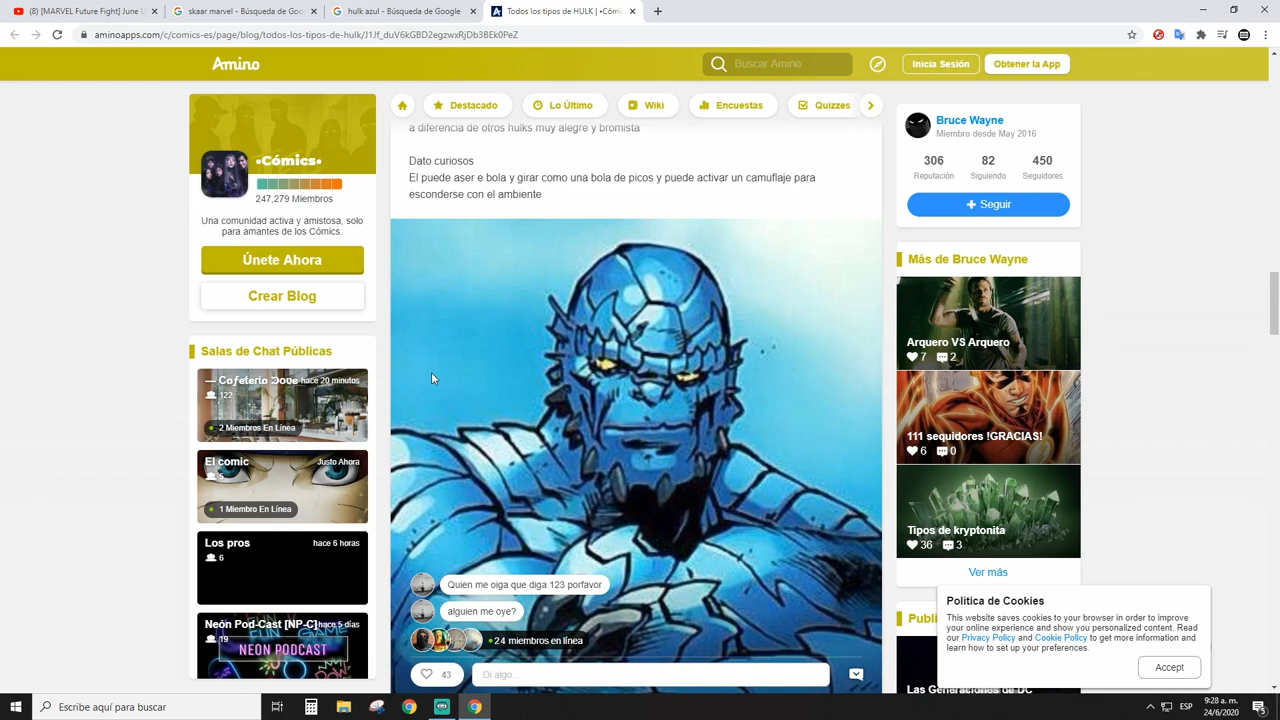 (8) [MARVEL Future Fight] June U
skaar marvel - Búsqueda de Goo
hulk azul - Búsqueda de Google
Todos los tipos de HULK | •Cómi
aminoapps.com/c/comics-es/page/blog/todos-los-tipos-de-hulk/J1Jf_duV6kGBD2egzwxRjDb3BEk0PeZ
Amino
Buscar Amino
Inicia Sesión
Obtener la App
•Cómics•
247,279 Miembros
Una comunidad activa y amistosa, solo
para amantes de los Cómics.
Únete Ahora
Crear Blog
Salas de Chat Públicas
hace 20 minutos
122
2 Miembros En Línea
El comic
Justo Ahora
1 Miembro En Línea
Los pros
hace 6 horas
6
Neón Pod-Cast [NP-C]
hace 5 días
19
NEON PODCAST
Destacado
Lo Último
Wiki
Encuestas
Quizzes
a diferencia de otros hulks muy alegre y bromista
Dato curiosos
El puede aser e bola y girar como una bola de picos y puede activar un camuflaje para
esconderse con el ambiente
Quien me oiga que diga 123 porfavor
alguien me oye?
24 miembros en línea
43
Di algo...
Bruce Wayne
Miembro desde May 2016
306
82
450
Reputación
Siguiendo
Seguidores
+ Seguir
Más de Bruce Wayne
Arquero VS Arquero
7
2
111 sequidores !GRACIAS!
6
0
Tipos de kryptonita
36
3
Ver más
Publi
Las Generaciones de DC
Política de Cookies
This website saves cookies to your browser in order to improve
your online experience and show you personalized content. Read
our Privacy Policy and Cookie Policy to get more information and
learn how to set up your preferences.
Accept
Escribe aquí para buscar
ESP
9:28 a. m.
24/6/2020
5